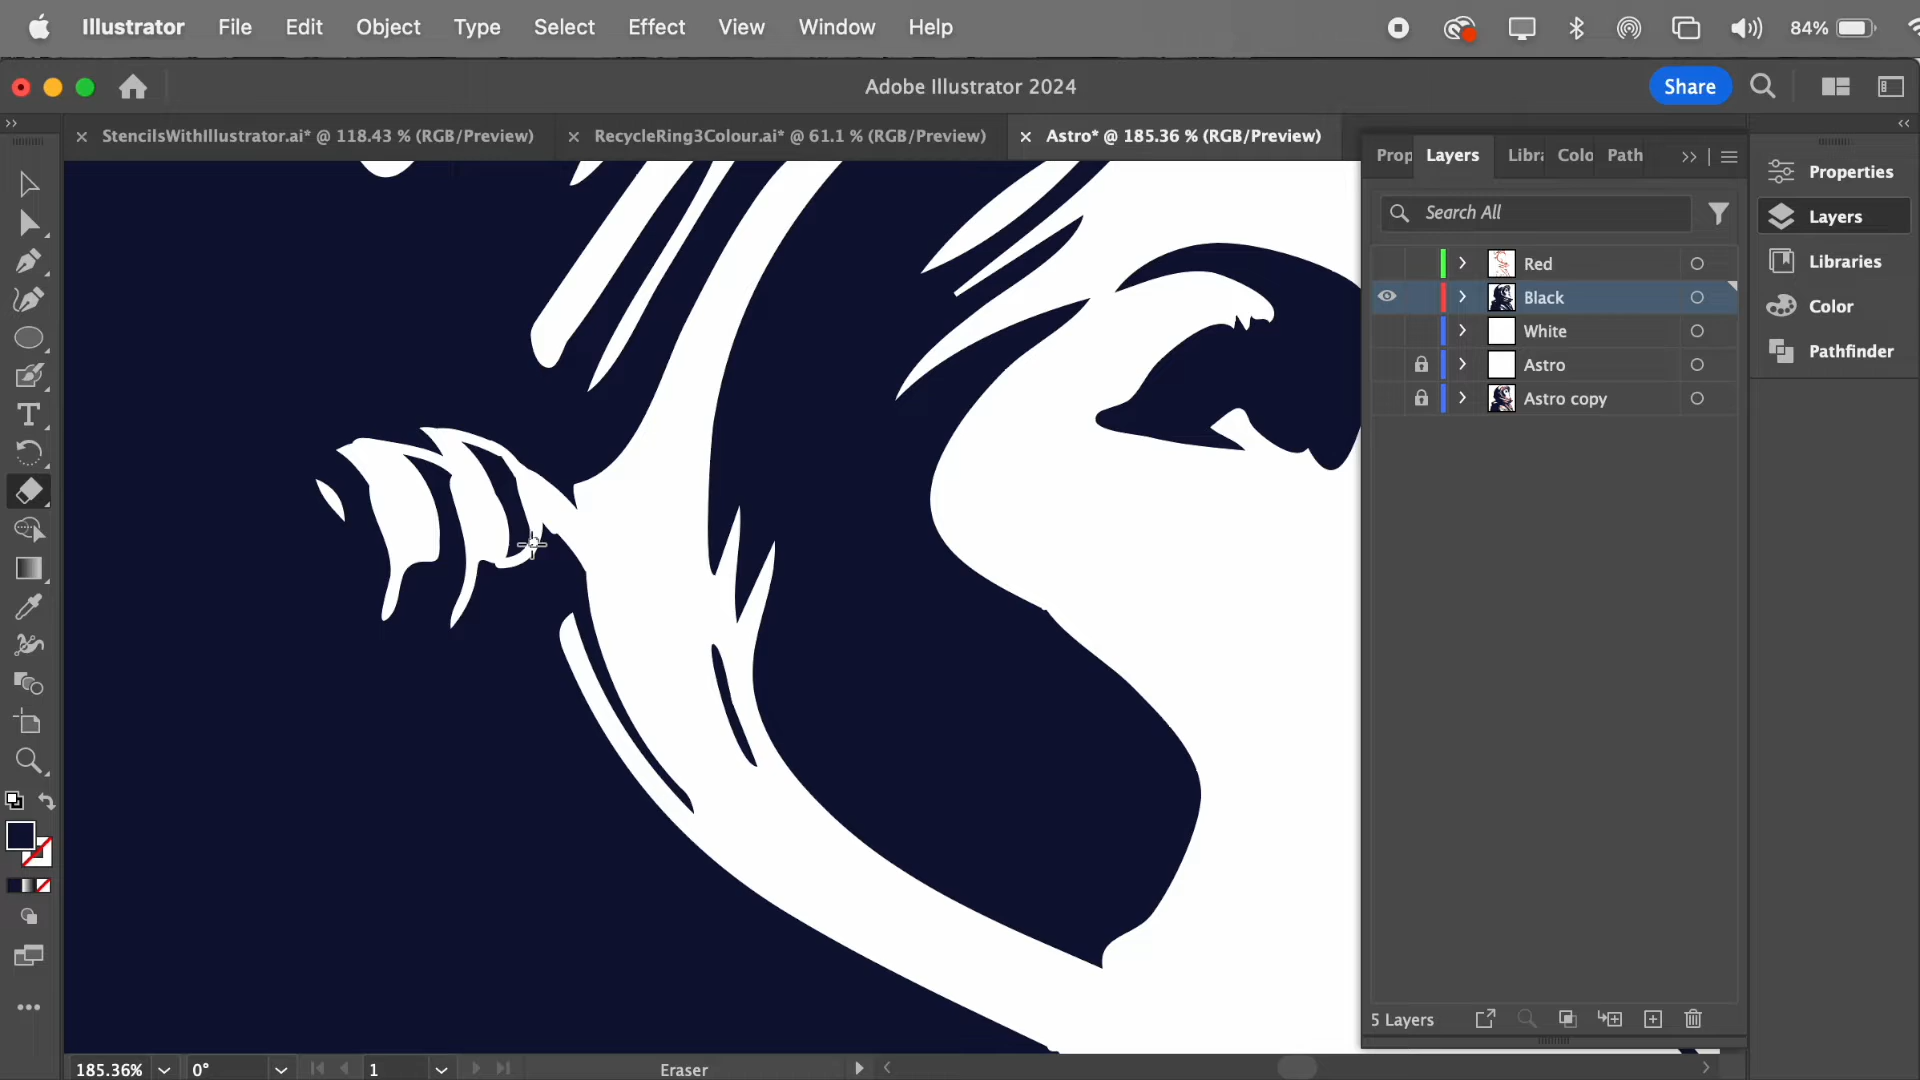 Illustrator File Edit Object Type Select Effect View Window Help 84%
Adobe Illustrator 2024 Share
StencilsWithIllustrator.ai* @ 118.43 % (RGB/Preview) RecycleRing3Colour.ai* @ 61.1 % (RGB/Preview) Astro* @ 185.36 % (RGB/Preview)
Prop Layers Libra Colo Path
Search All
Red
Black
White
Astro
Astro copy
5 Layers
Properties
Layers
Libraries
Color
Pathfinder
185.36% 0° 1 Eraser